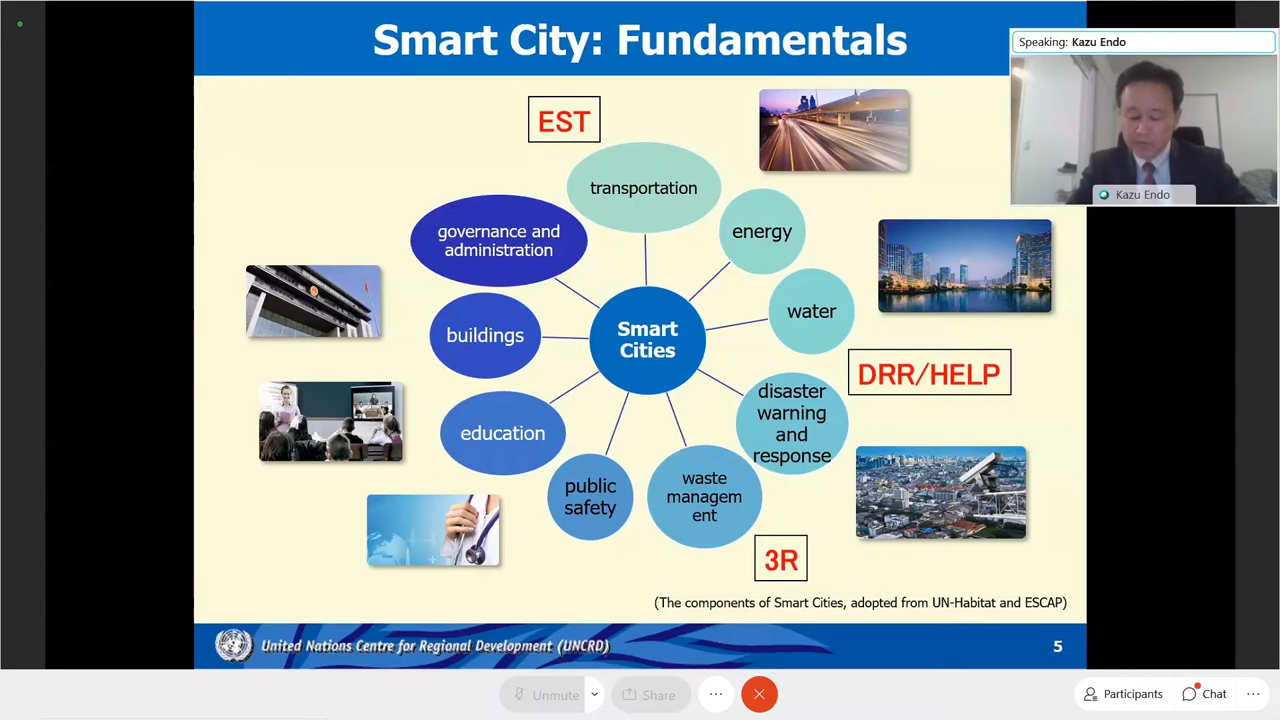 Smart City: Fundamentals
Speaking: Kazu Endo
Kazu Endo
EST
transportation
governance and
administration
energy
water
buildings
Smart
Cities
DRR/HELP
disaster
warning
and
response
education
public
safety
waste
managem
ent
3R
(The components of Smart Cities, adopted from UN-Habitat and ESCAP)
United Nations Centre for Regional Development (UNCRD)
5
Unmute
Share
Participants
Chat